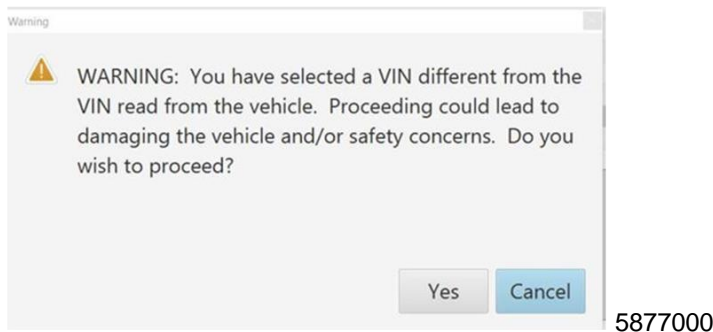 Warning
WARNING:  You have selected a VIN different from the
VIN read from the vehicle.  Proceeding could lead to
damaging the vehicle and/or safety concerns.  Do you
wish to proceed?
Yes
Cancel
5877000